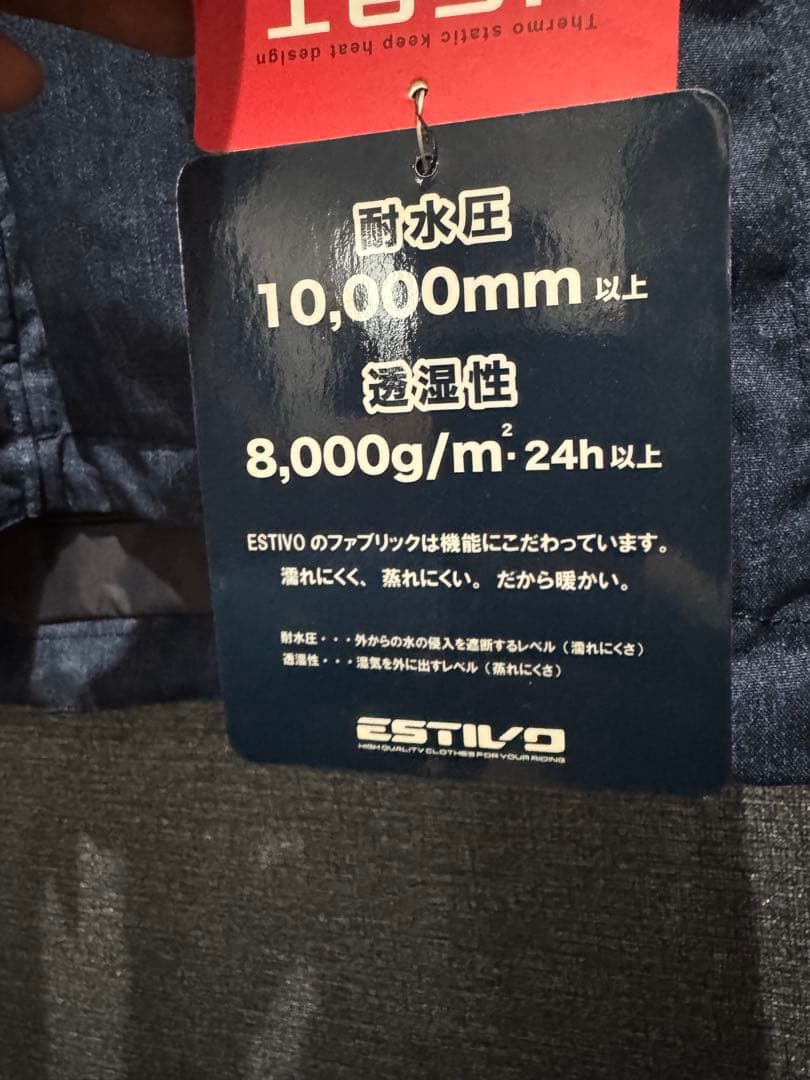 Thermo static keep heat design
耐水圧
10,000mm 以上
透湿性
8,000g/m²·24h以上
ESTIVO のファブリックは機能にこだわっています。
濡れにくく、蒸れにくい。だから暖かい。
耐水圧・・・外からの水の侵入を遮断するレベル（濡れにくさ）
透湿性・・・湿気を外に出すレベル（蒸れにくさ）
ESTIVO
HIGH QUALITY CLOTHES FOR YOUR RIDING